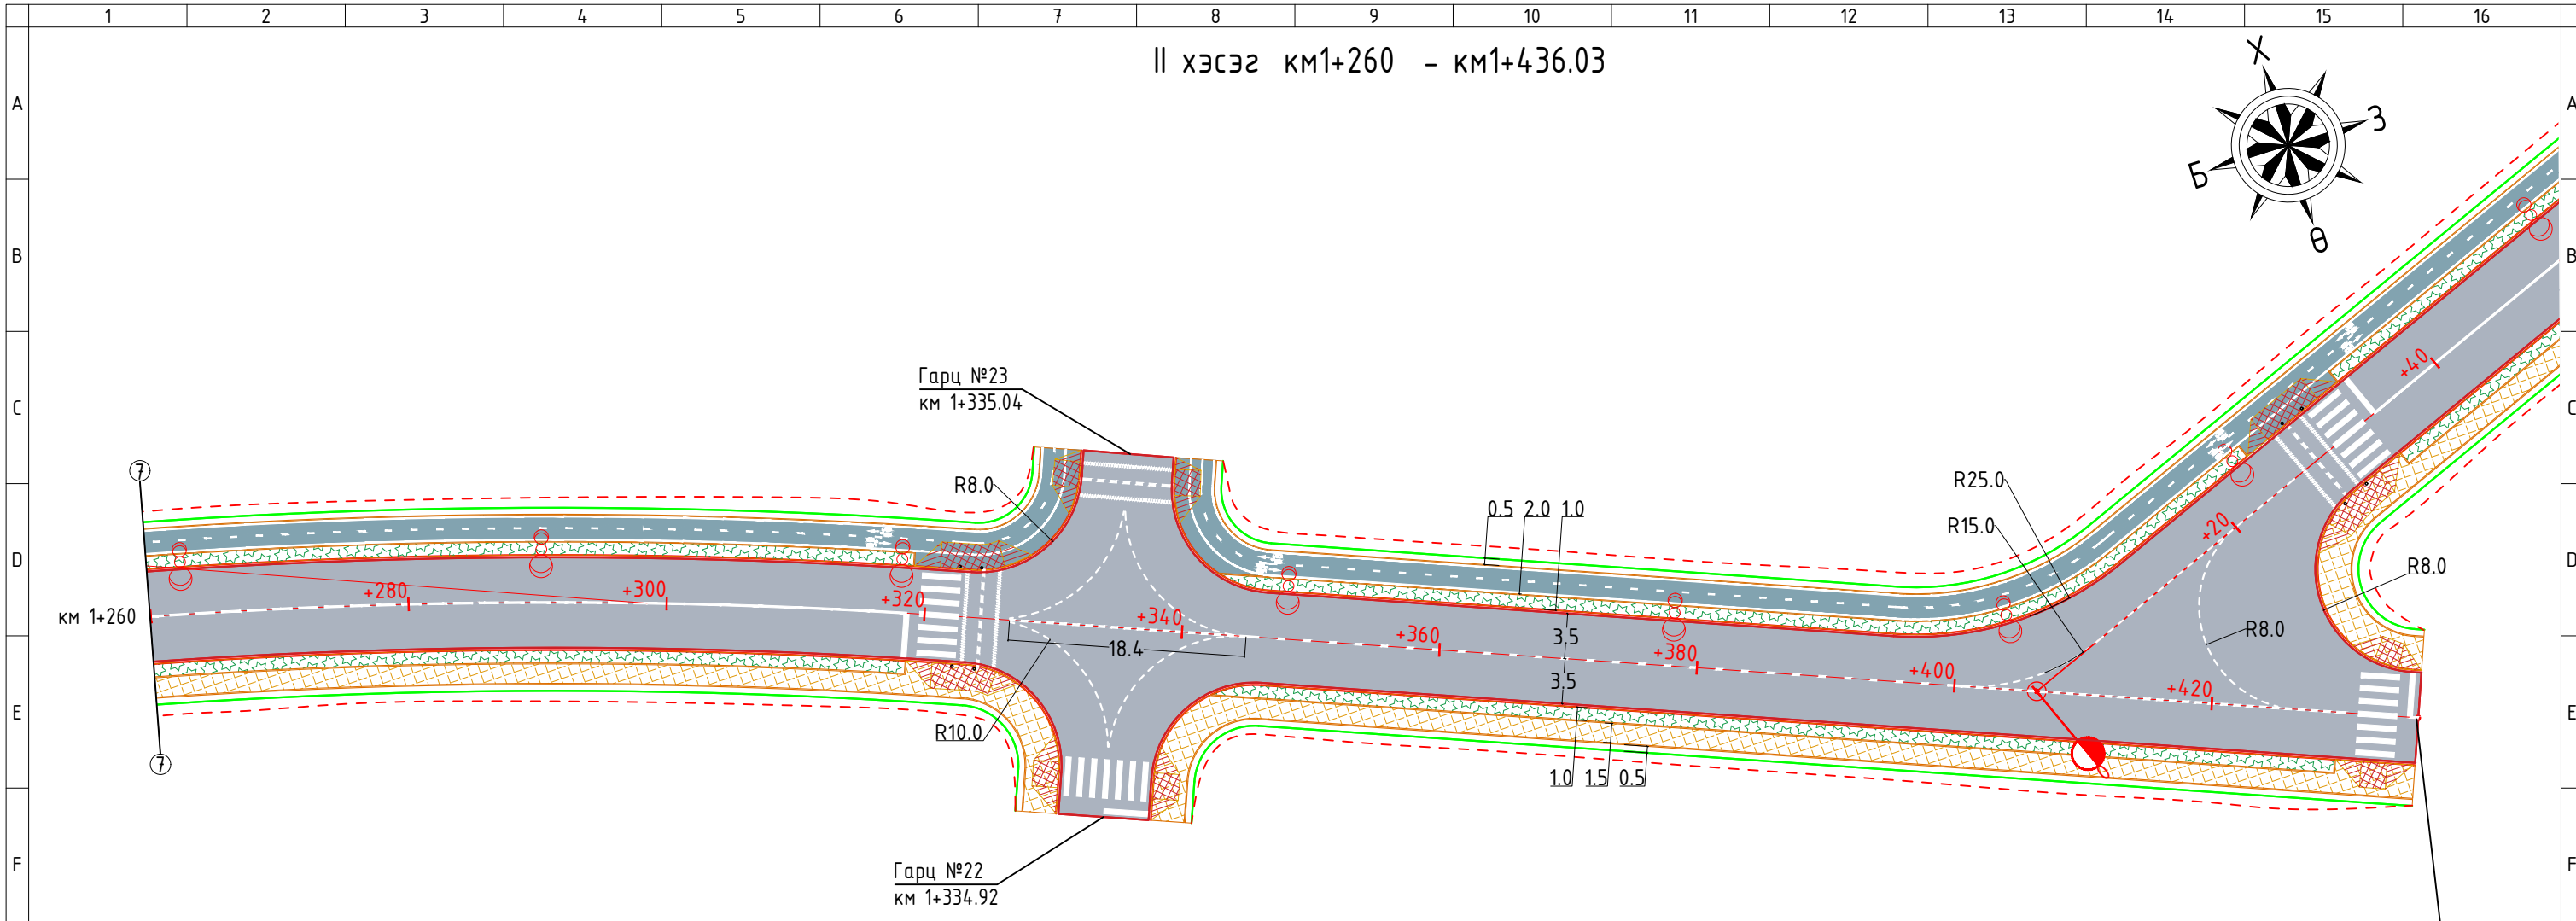 1 2 3 4 5 6 7 8 9 10 11 12 13 14 15 16
II хэсэг км1+260 - км1+436.03
Х
З
Б
Ө
A
A
B
B
C
C
D
D
E
E
F
F
Гарц №23
км 1+335.04
7
7
км 1+260
+280
+300
+320
+340
+360
+380
+400
+420
+20
+40
R8.0
R10.0
18.4
0.5 2.0 1.0
3.5
3.5
1.0 1.5 0.5
R25.0
R15.0
R8.0
R8.0
Гарц №22
км 1+334.92